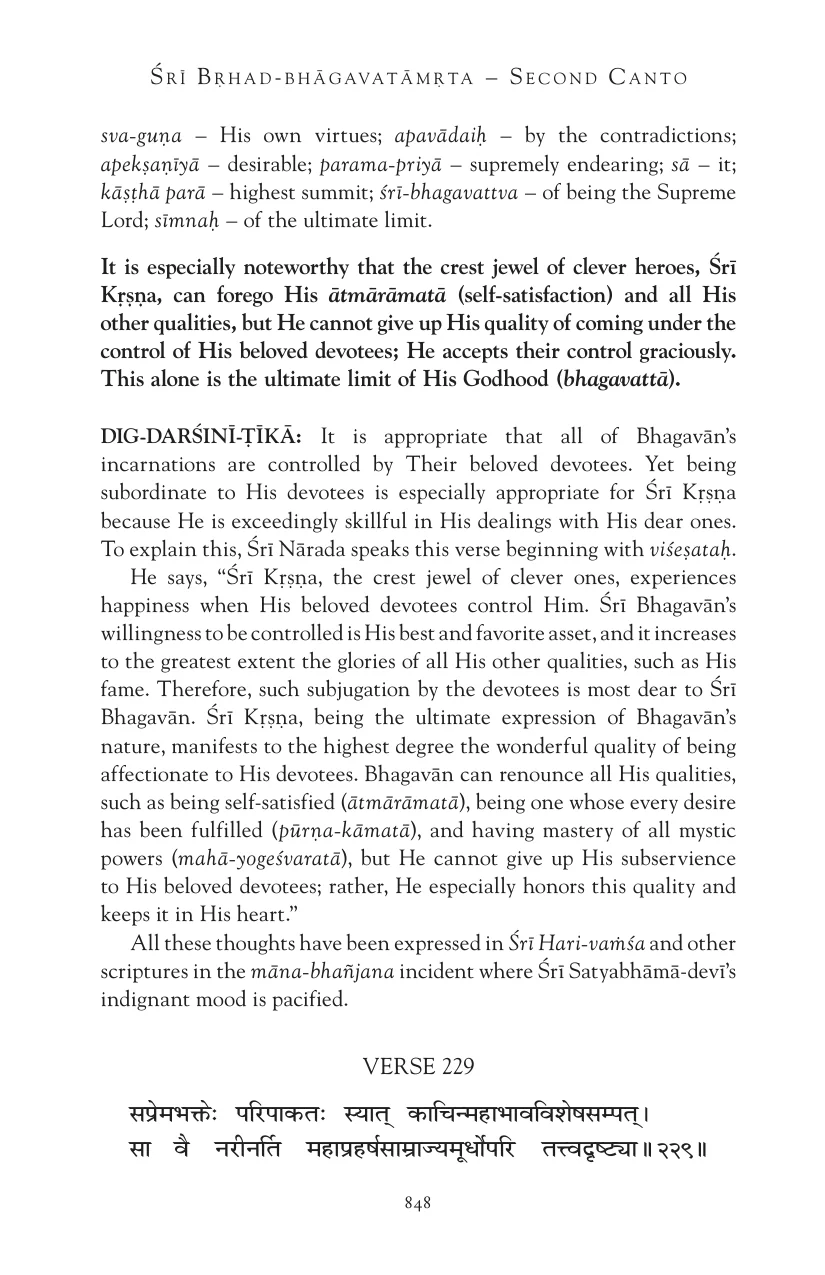 ŚRĪ BṚHAD-BHĀGAVATĀMṚTA – SECOND CANTO
sva-guṇa – His own virtues; apavādaiḥ – by the contradictions;
apekṣaṇīyā – desirable; parama-priyā – supremely endearing; sā – it;
kāṣṭhā parā – highest summit; śrī-bhagavattva – of being the Supreme
Lord; sīmnaḥ – of the ultimate limit.
It is especially noteworthy that the crest jewel of clever heroes, Śrī
Kṛṣṇa, can forego His ātmārāmatā (self-satisfaction) and all His
other qualities, but He cannot give up His quality of coming under the
control of His beloved devotees; He accepts their control graciously.
This alone is the ultimate limit of His Godhood (bhagavattā).
DIG-DARŚINĪ-ṬĪKĀ: It is appropriate that all of Bhagavān’s
incarnations are controlled by Their beloved devotees. Yet being
subordinate to His devotees is especially appropriate for Śrī Kṛṣṇa
because He is exceedingly skillful in His dealings with His dear ones.
To explain this, Śrī Nārada speaks this verse beginning with viśeṣataḥ.
He says, “Śrī Kṛṣṇa, the crest jewel of clever ones, experiences
happiness when His beloved devotees control Him. Śrī Bhagavān’s
willingness to be controlled is His best and favorite asset, and it increases
to the greatest extent the glories of all His other qualities, such as His
fame. Therefore, such subjugation by the devotees is most dear to Śrī
Bhagavān. Śrī Kṛṣṇa, being the ultimate expression of Bhagavān’s
nature, manifests to the highest degree the wonderful quality of being
affectionate to His devotees. Bhagavān can renounce all His qualities,
such as being self-satisfied (ātmārāmatā), being one whose every desire
has been fulfilled (pūrṇa-kāmatā), and having mastery of all mystic
powers (mahā-yogeśvaratā), but He cannot give up His subservience
to His beloved devotees; rather, He especially honors this quality and
keeps it in His heart.”
All these thoughts have been expressed in Śrī Hari-vaṁśa and other
scriptures in the māna-bhañjana incident where Śrī Satyabhāmā-devī’s
indignant mood is pacified.
VERSE 229
सप्रेमभक्तेः परिपाकतः स्यात् काचिन्महाभावविशेषसम्पत्।
सा वै नरीनर्ति महाप्रहर्षसाम्राज्यमूर्धोपरि तत्त्वदृष्ट्या॥२२९॥
848